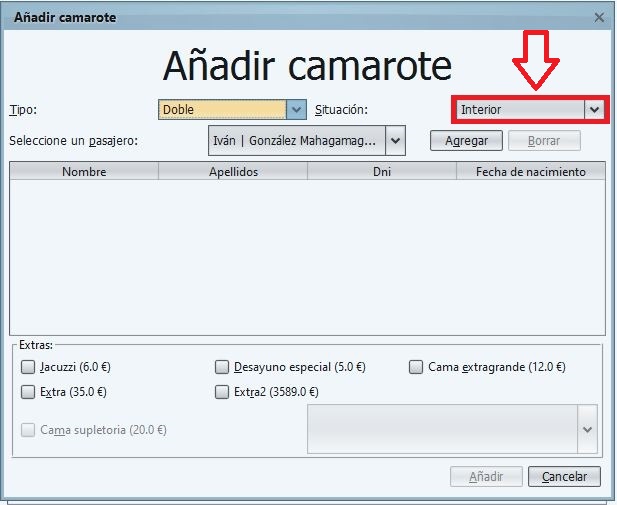 Añadir camarote
Añadir camarote
Tipo: Doble Situación: Interior
Seleccione un pasajero: Iván | González Mahagamag... Agregar Borrar
Nombre Apellidos Dni Fecha de nacimiento
Extras:
Jacuzzi (6.0 €) Desayuno especial (5.0 €) Cama extragrande (12.0 €)
Extra (35.0 €) Extra2 (3589.0 €)
Cama supletoria (20.0 €)
Añadir Cancelar